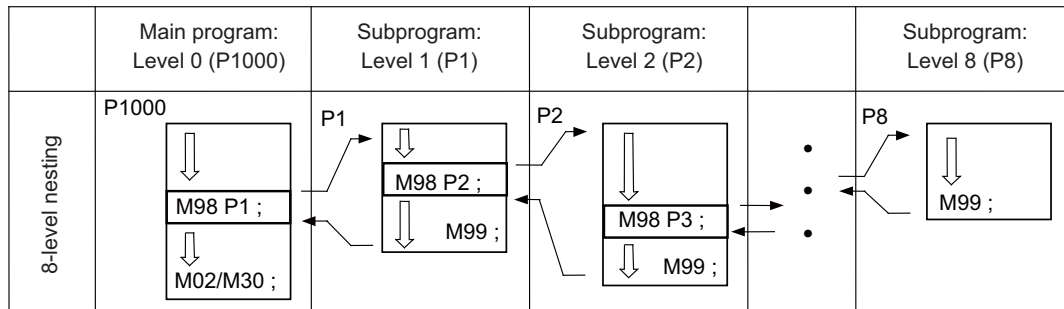 Main program:
Level 0 (P1000)
Subprogram:
Level 1 (P1)
Subprogram:
Level 2 (P2)
Subprogram:
Level 8 (P8)
8-level nesting
P1000
M98 P1 ;
M02/M30 ;
P1
M98 P2 ;
M99 ;
P2
M98 P3 ;
M99 ;
P8
M99 ;